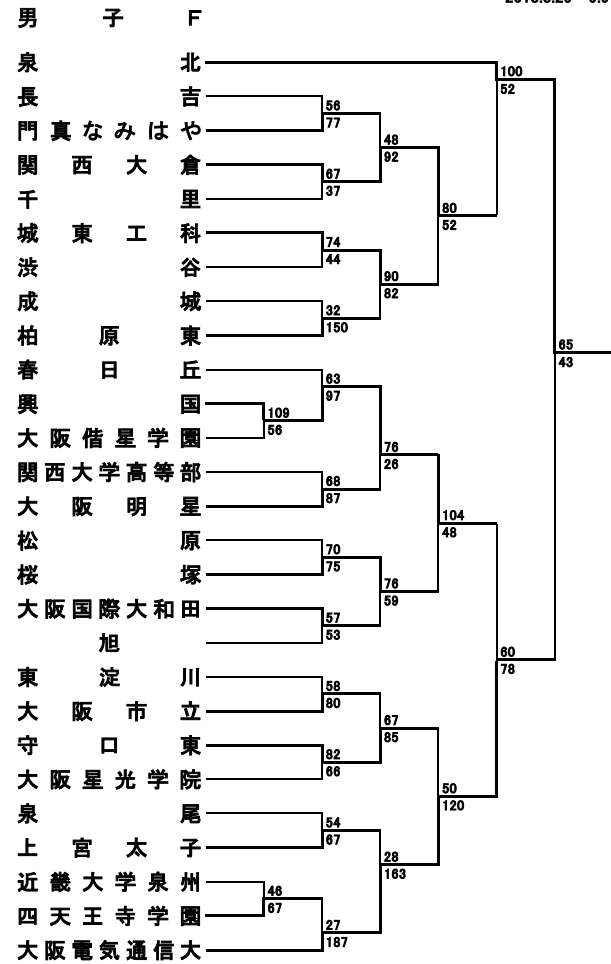 男子F
泉北
100
52
長吉
56
77
門真なみはや
48
92
関西大倉
67
37
千里
80
52
城東工科
74
44
渋谷
90
82
成城
32
150
柏原東
65
43
春日丘
63
97
興国
109
56
大阪偕星学園
76
26
関西大学高等部
68
87
大阪明星
104
48
松原
70
75
桜塚
76
59
大阪国際大和田
57
53
旭
60
78
東淀川
58
80
大阪市立
67
85
守口東
82
66
大阪星光学院
50
120
泉尾
54
67
上宮太子
28
163
近畿大学泉州
46
67
四天王寺学園
27
187
大阪電気通信大